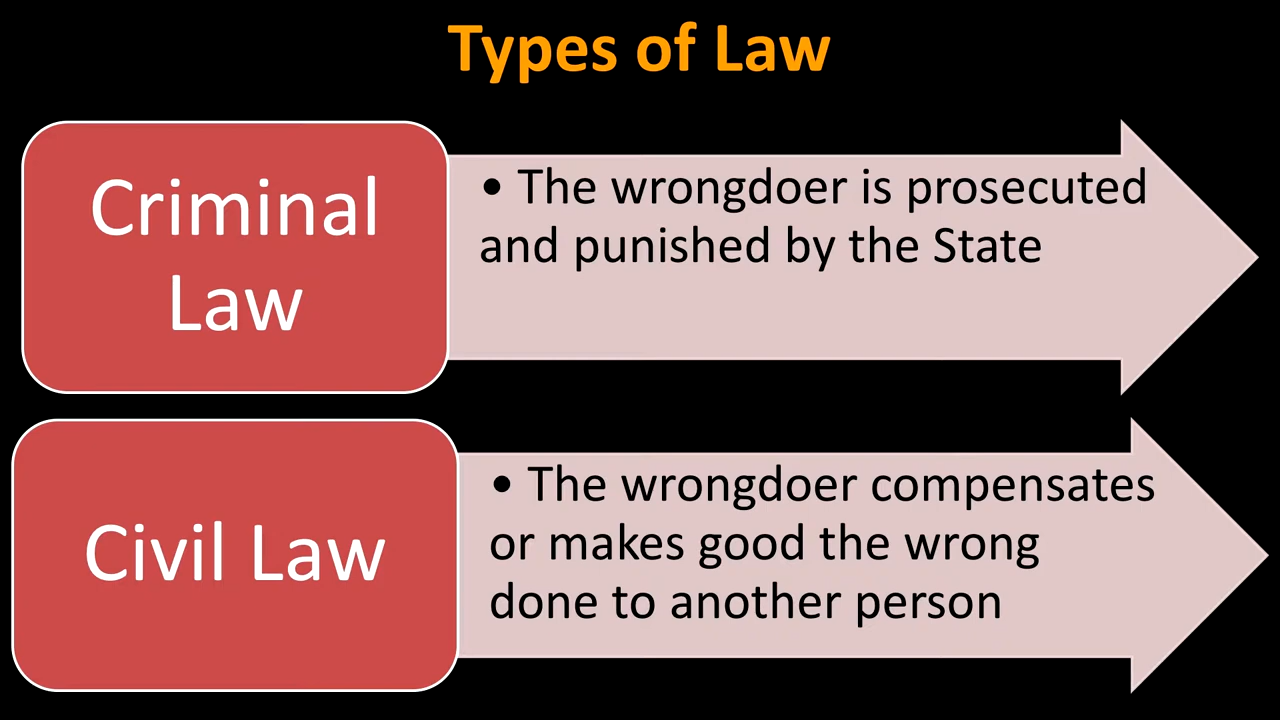 Types of Law
Criminal
Law
• The wrongdoer is prosecuted
and punished by the State
Civil Law
• The wrongdoer compensates
or makes good the wrong
done to another person